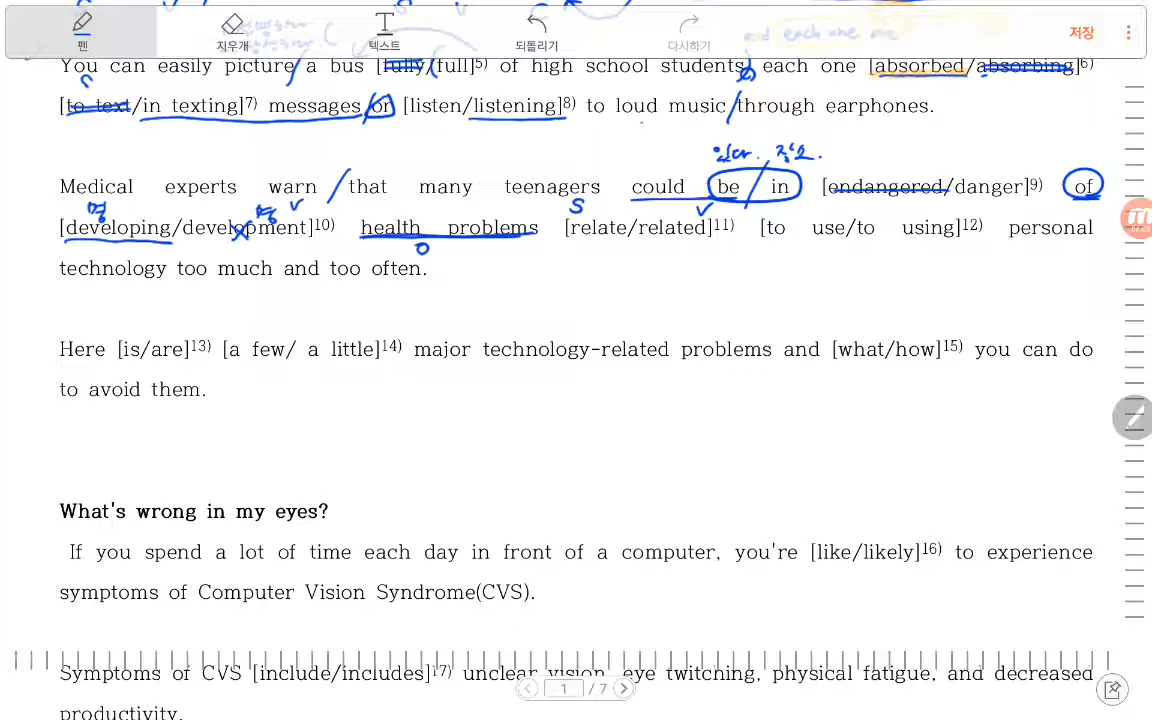 펜 지우개 텍스트 되돌리기 다시하기 저장
and each one
You can easily picture a bus [fully/full]5) of high school students, each one [absorbed/absorbing]6)
[to text/in texting]7) messages or [listen/listening]8) to loud music through earphones.
있다.
Medical experts warn that many teenagers could be in [endangered/danger]9) of
명 동 V S V
[developing/development]10) health problems [relate/related]11) [to use/to using]12) personal
O
technology too much and too often.
Here [is/are]13) [a few/ a little]14) major technology-related problems and [what/how]15) you can do
to avoid them.
What's wrong in my eyes?
If you spend a lot of time each day in front of a computer, you're [like/likely]16) to experience
symptoms of Computer Vision Syndrome(CVS).
Symptoms of CVS [include/includes]17) unclear vision, eye twitching, physical fatigue, and decreased
1 / 7
productivity.